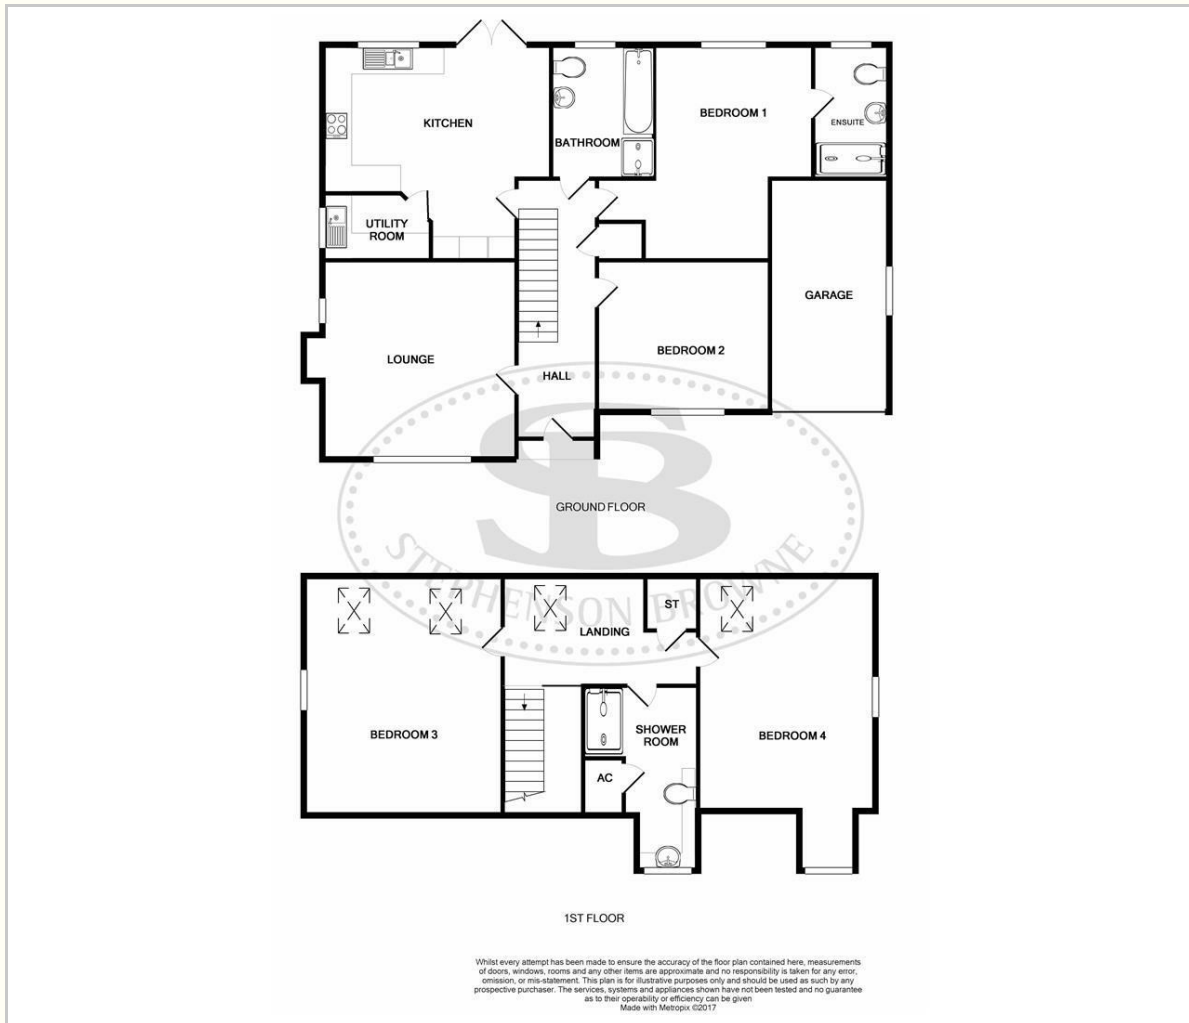 KITCHEN
BATHROOM
BEDROOM 1
ENSUITE
UTILITY
ROOM
GARAGE
LOUNGE
BEDROOM 2
HALL
GROUND FLOOR
SB
STEPHENSON BROWNE
ST
LANDING
BEDROOM 3
SHOWER
ROOM
BEDROOM 4
AC
1ST FLOOR
Whilst every attempt has been made to ensure the accuracy of the floor plan contained here, measurements
of doors, windows, rooms and any other items are approximate and no responsibility is taken for any error,
omission, or mis-statement. This plan is for illustrative purposes only and should be used as such by any
prospective purchaser. The services, systems and appliances shown have not been tested and no guarantee
as to their operability or efficiency can be given
Made with Metropix ©2017